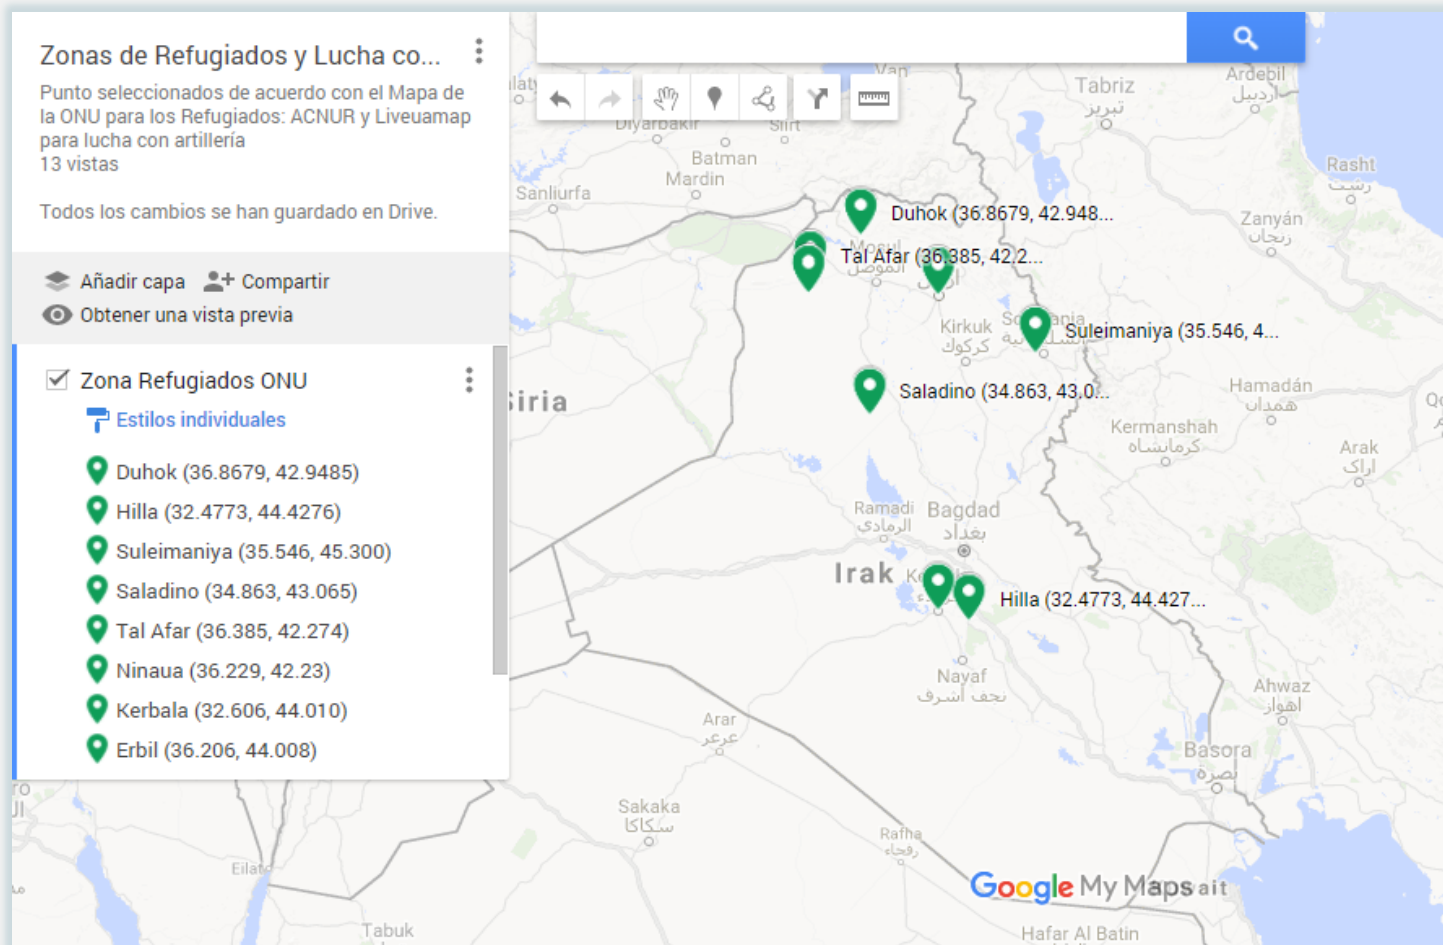 Zonas de Refugiados y Lucha co...
Punto seleccionados de acuerdo con el Mapa de
la ONU para los Refugiados: ACNUR y Liveuamap
para lucha con artillería
13 vistas
Todos los cambios se han guardado en Drive.
Añadir capa
Compartir
Obtener una vista previa
Zona Refugiados ONU
Estilos individuales
Duhok (36.8679, 42.9485)
Hilla (32.4773, 44.4276)
Suleimaniya (35.546, 45.300)
Saladino (34.863, 43.065)
Tal Afar (36.385, 42.274)
Ninaua (36.229, 42.23)
Kerbala (32.606, 44.010)
Erbil (36.206, 44.008)
Van
Tabriz
تبریز
Ardebil
اردبیل
Diyarbakır
Siirt
Batman
Mardin
Sanliurfa
Rasht
رشت
Zanyán
زنجان
Duhok (36.8679, 42.948...
Mosul
الموصل
Tal Afar (36.385, 42.2...
Kirkuk
كركوك
Suleimaniya (35.546, 4...
Saladino (34.863, 43.0...
Siria
Hamadán
همدان
Kermanshah
کرمانشاه
Arak
اراک
Ramadi
الرمادي
Bagdad
بغداد
Irak
Hilla (32.4773, 44.427...
Nayaf
نجف أشرف
Ahwaz
اهواز
Arar
عرعر
Basora
بصرة
Sakaka
سكاكا
Rafha
رفحاء
Eilat
Google My Maps
Tabuk
Hafar Al Batin